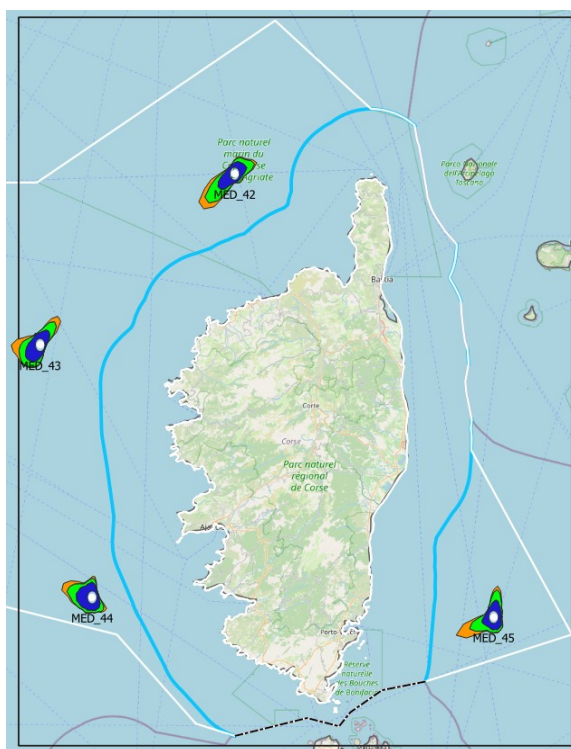 Parc naturel
marin du
MED_42
Parco Nazionale
dell'Arcipelago
Toscano
MED_43
Corte
Corse
Parc naturel
régional
de Corse
MED_44
MED_45
Porto
Réserve
naturelle
des Bouches
de Bonifacio